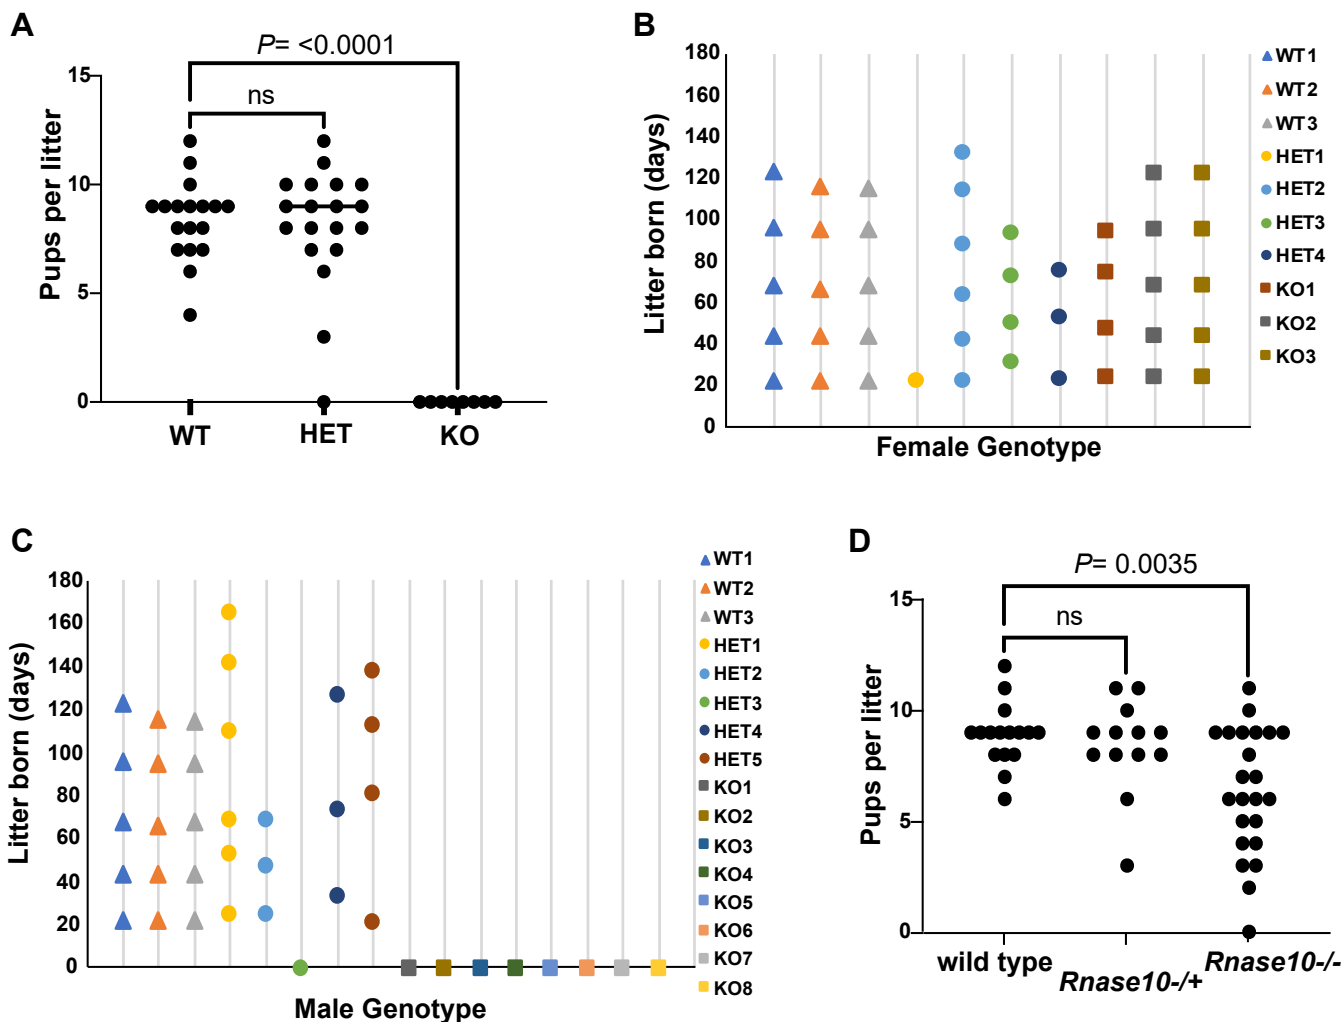 A
P= <0.0001
ns
Pups per litter
15
10
5
0
WT
HET
KO
B
Litter born (days)
180
160
140
120
100
80
60
40
20
0
Female Genotype
WT1
WT2
WT3
HET1
HET2
HET3
HET4
KO1
KO2
KO3
C
Litter born (days)
180
160
140
120
100
80
60
40
20
0
Male Genotype
WT1
WT2
WT3
HET1
HET2
HET3
HET4
HET5
KO1
KO2
KO3
KO4
KO5
KO6
KO7
KO8
D
P= 0.0035
ns
Pups per litter
15
10
5
0
wild type
Rnase10-/+
Rnase10-/-